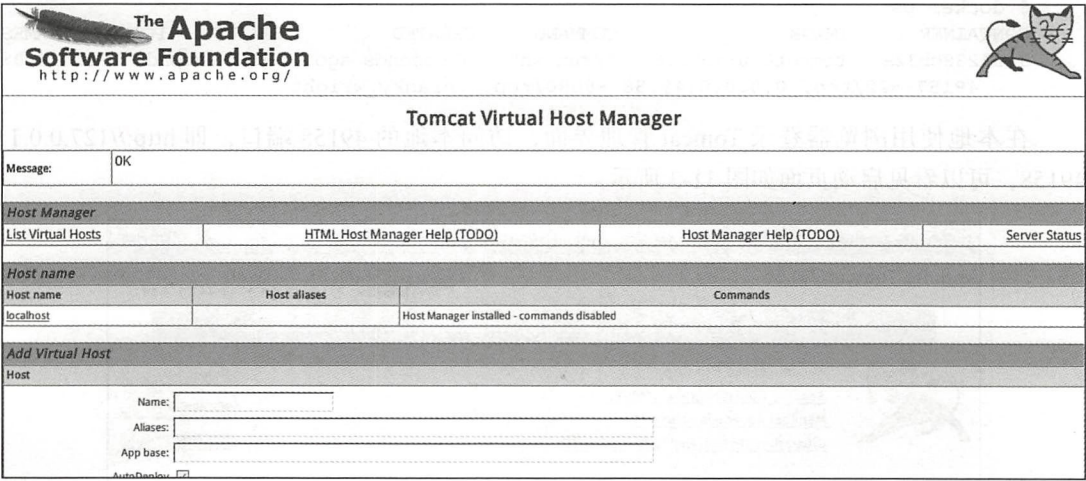 The Apache
Software Foundation
http://www.apache.org/
Tomcat Virtual Host Manager
Message: OK
Host Manager
List Virtual Hosts HTML Host Manager Help (TODO) Host Manager Help (TODO) Server Status
Host name
Host name Host aliases Commands
localhost Host Manager installed - commands disabled
Add Virtual Host
Host
Name:
Aliases:
App base:
AutoDeploy